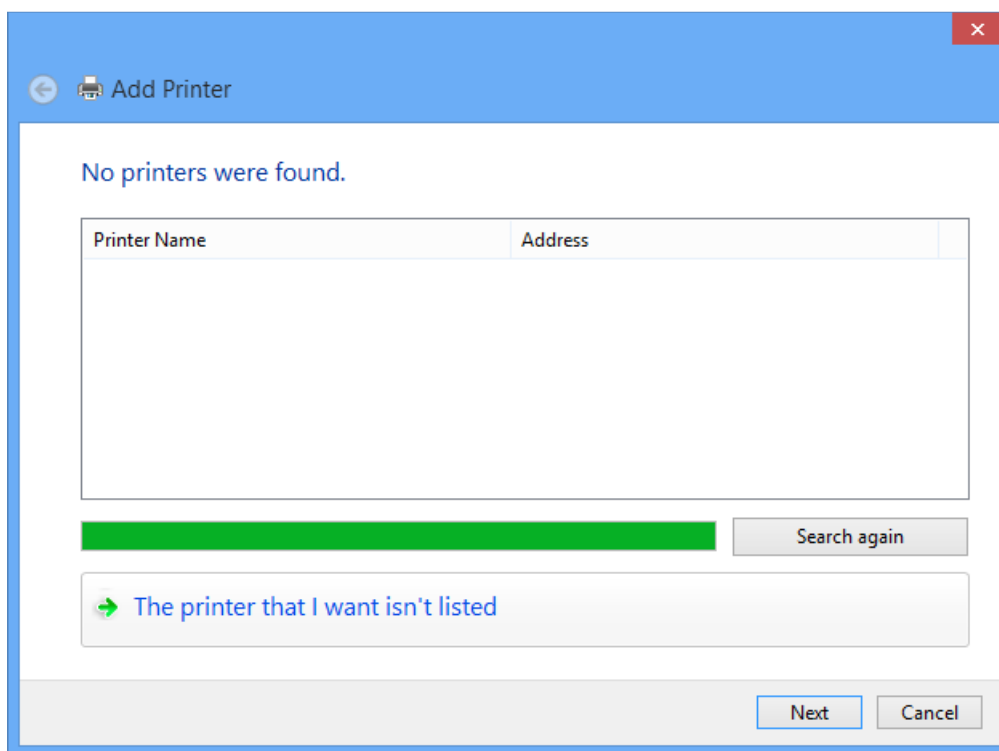 Add Printer
No printers were found.
Printer Name Address
Search again
The printer that I want isn't listed
Next Cancel